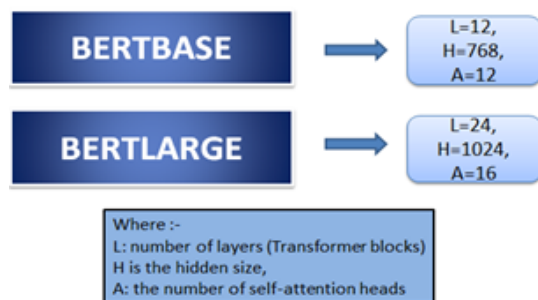 BERTBASE
L=12,
H=768,
A=12
BERTLARGE
L=24,
H=1024,
A=16
Where :-
L: number of layers (Transformer blocks)
H is the hidden size,
A: the number of self-attention heads